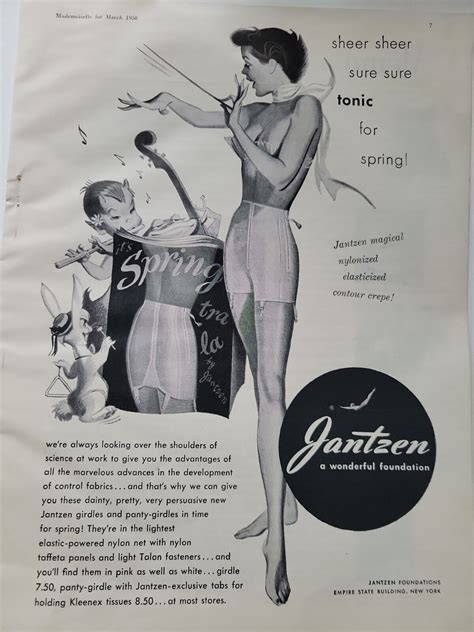 Mademoiselle for March 1950
7
sheer sheer
sure sure
tonic
for
spring!
it's
Spring
tra
la
by Jantzen
Jantzen magical
nylonized
elasticized
contour crepe!
Jantzen
a wonderful foundation
we're always looking over the shoulders of
science at work to give you the advantages of
all the marvelous advances in the development
of control fabrics...and that's why we can give
you these dainty, pretty, very persuasive new
Jantzen girdles and panty-girdles in time
for spring! They're in the lightest
elastic-powered nylon net with nylon
taffeta panels and light Talon fasteners...and
you'll find them in pink as well as white...girdle
7.50, panty-girdle with Jantzen-exclusive tabs for
holding Kleenex tissues 8.50...at most stores.
JANTZEN FOUNDATIONS
EMPIRE STATE BUILDING, NEW YORK